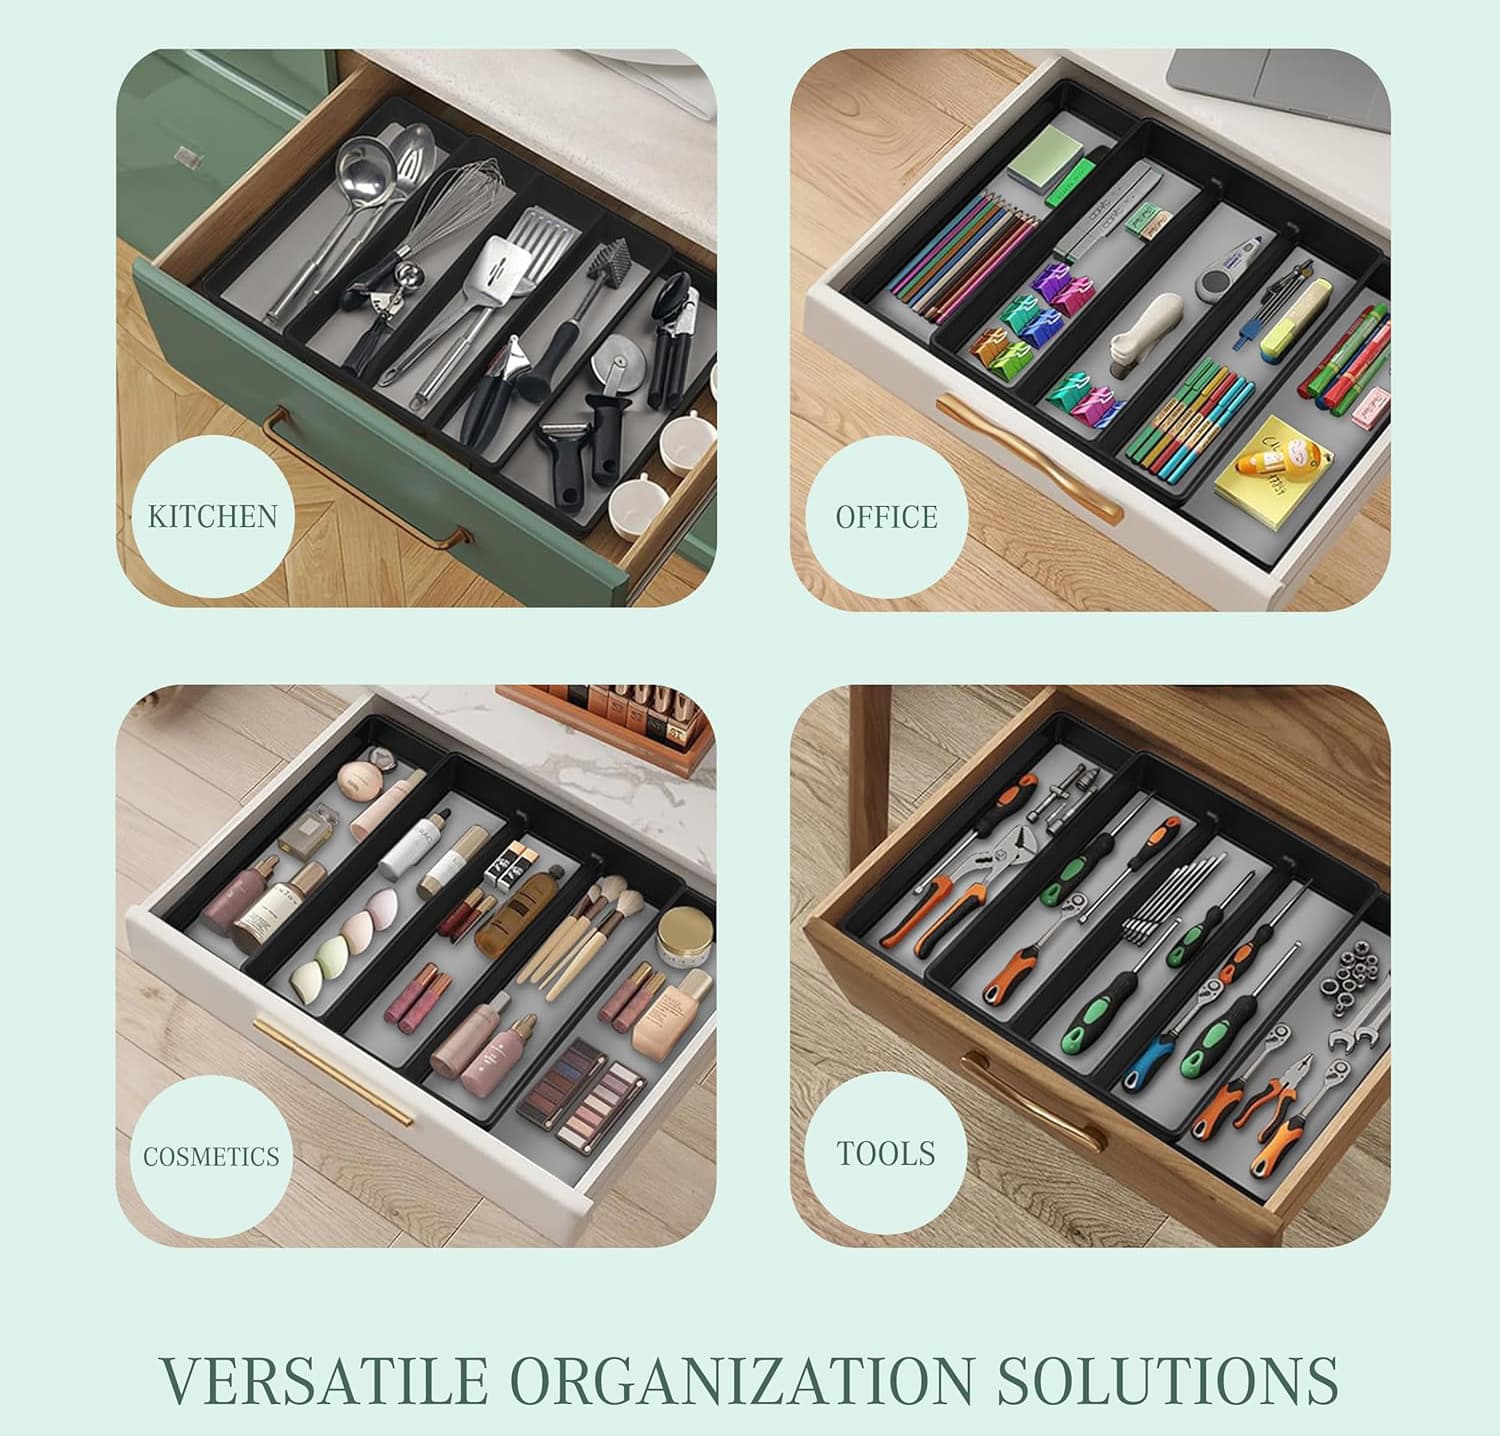 KITCHEN
OFFICE
COSMETICS
TOOLS
VERSATILE ORGANIZATION SOLUTIONS